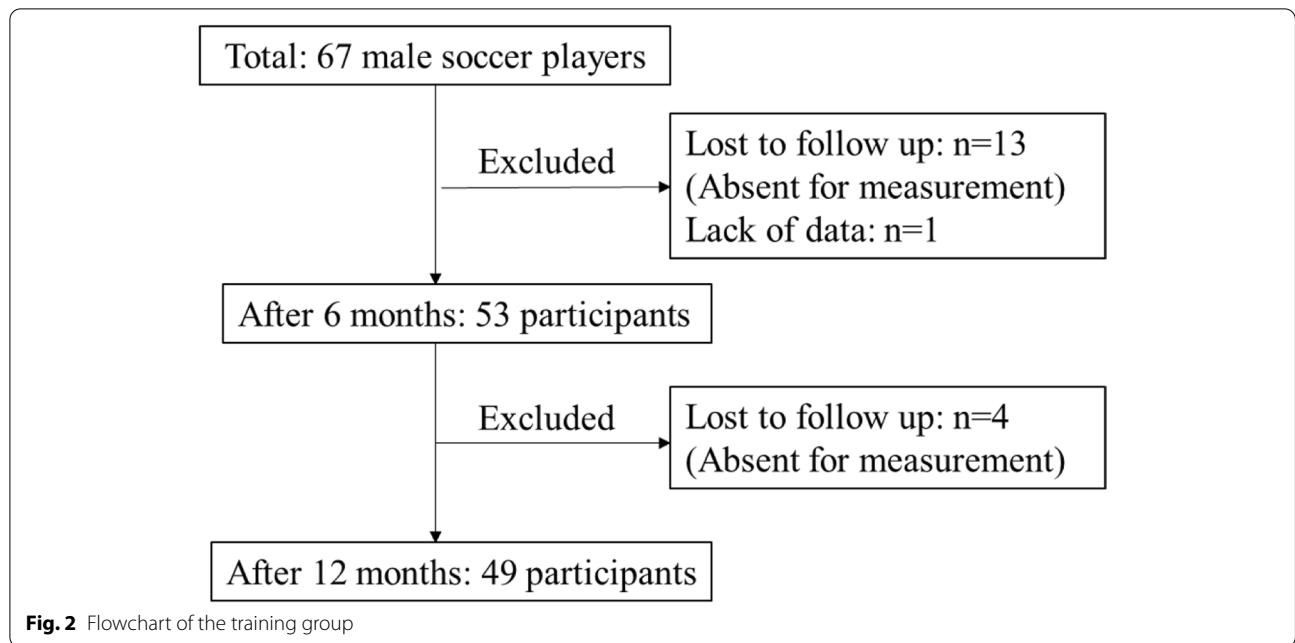 Total: 67 male soccer players
Excluded
Lost to follow up: n=13
(Absent for measurement)
Lack of data: n=1
After 6 months: 53 participants
Excluded
Lost to follow up: n=4
(Absent for measurement)
After 12 months: 49 participants
Fig. 2 Flowchart of the training group